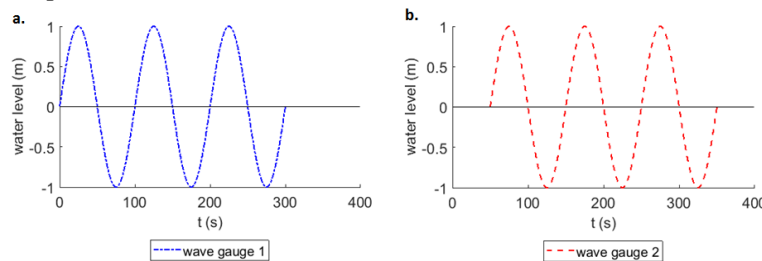 a.
1
0.5
0
-0.5
-1
water level (m)
0 100 200 300 400
t (s)
wave gauge 1
b.
1
0.5
0
-0.5
-1
water level (m)
0 100 200 300 400
t (s)
wave gauge 2